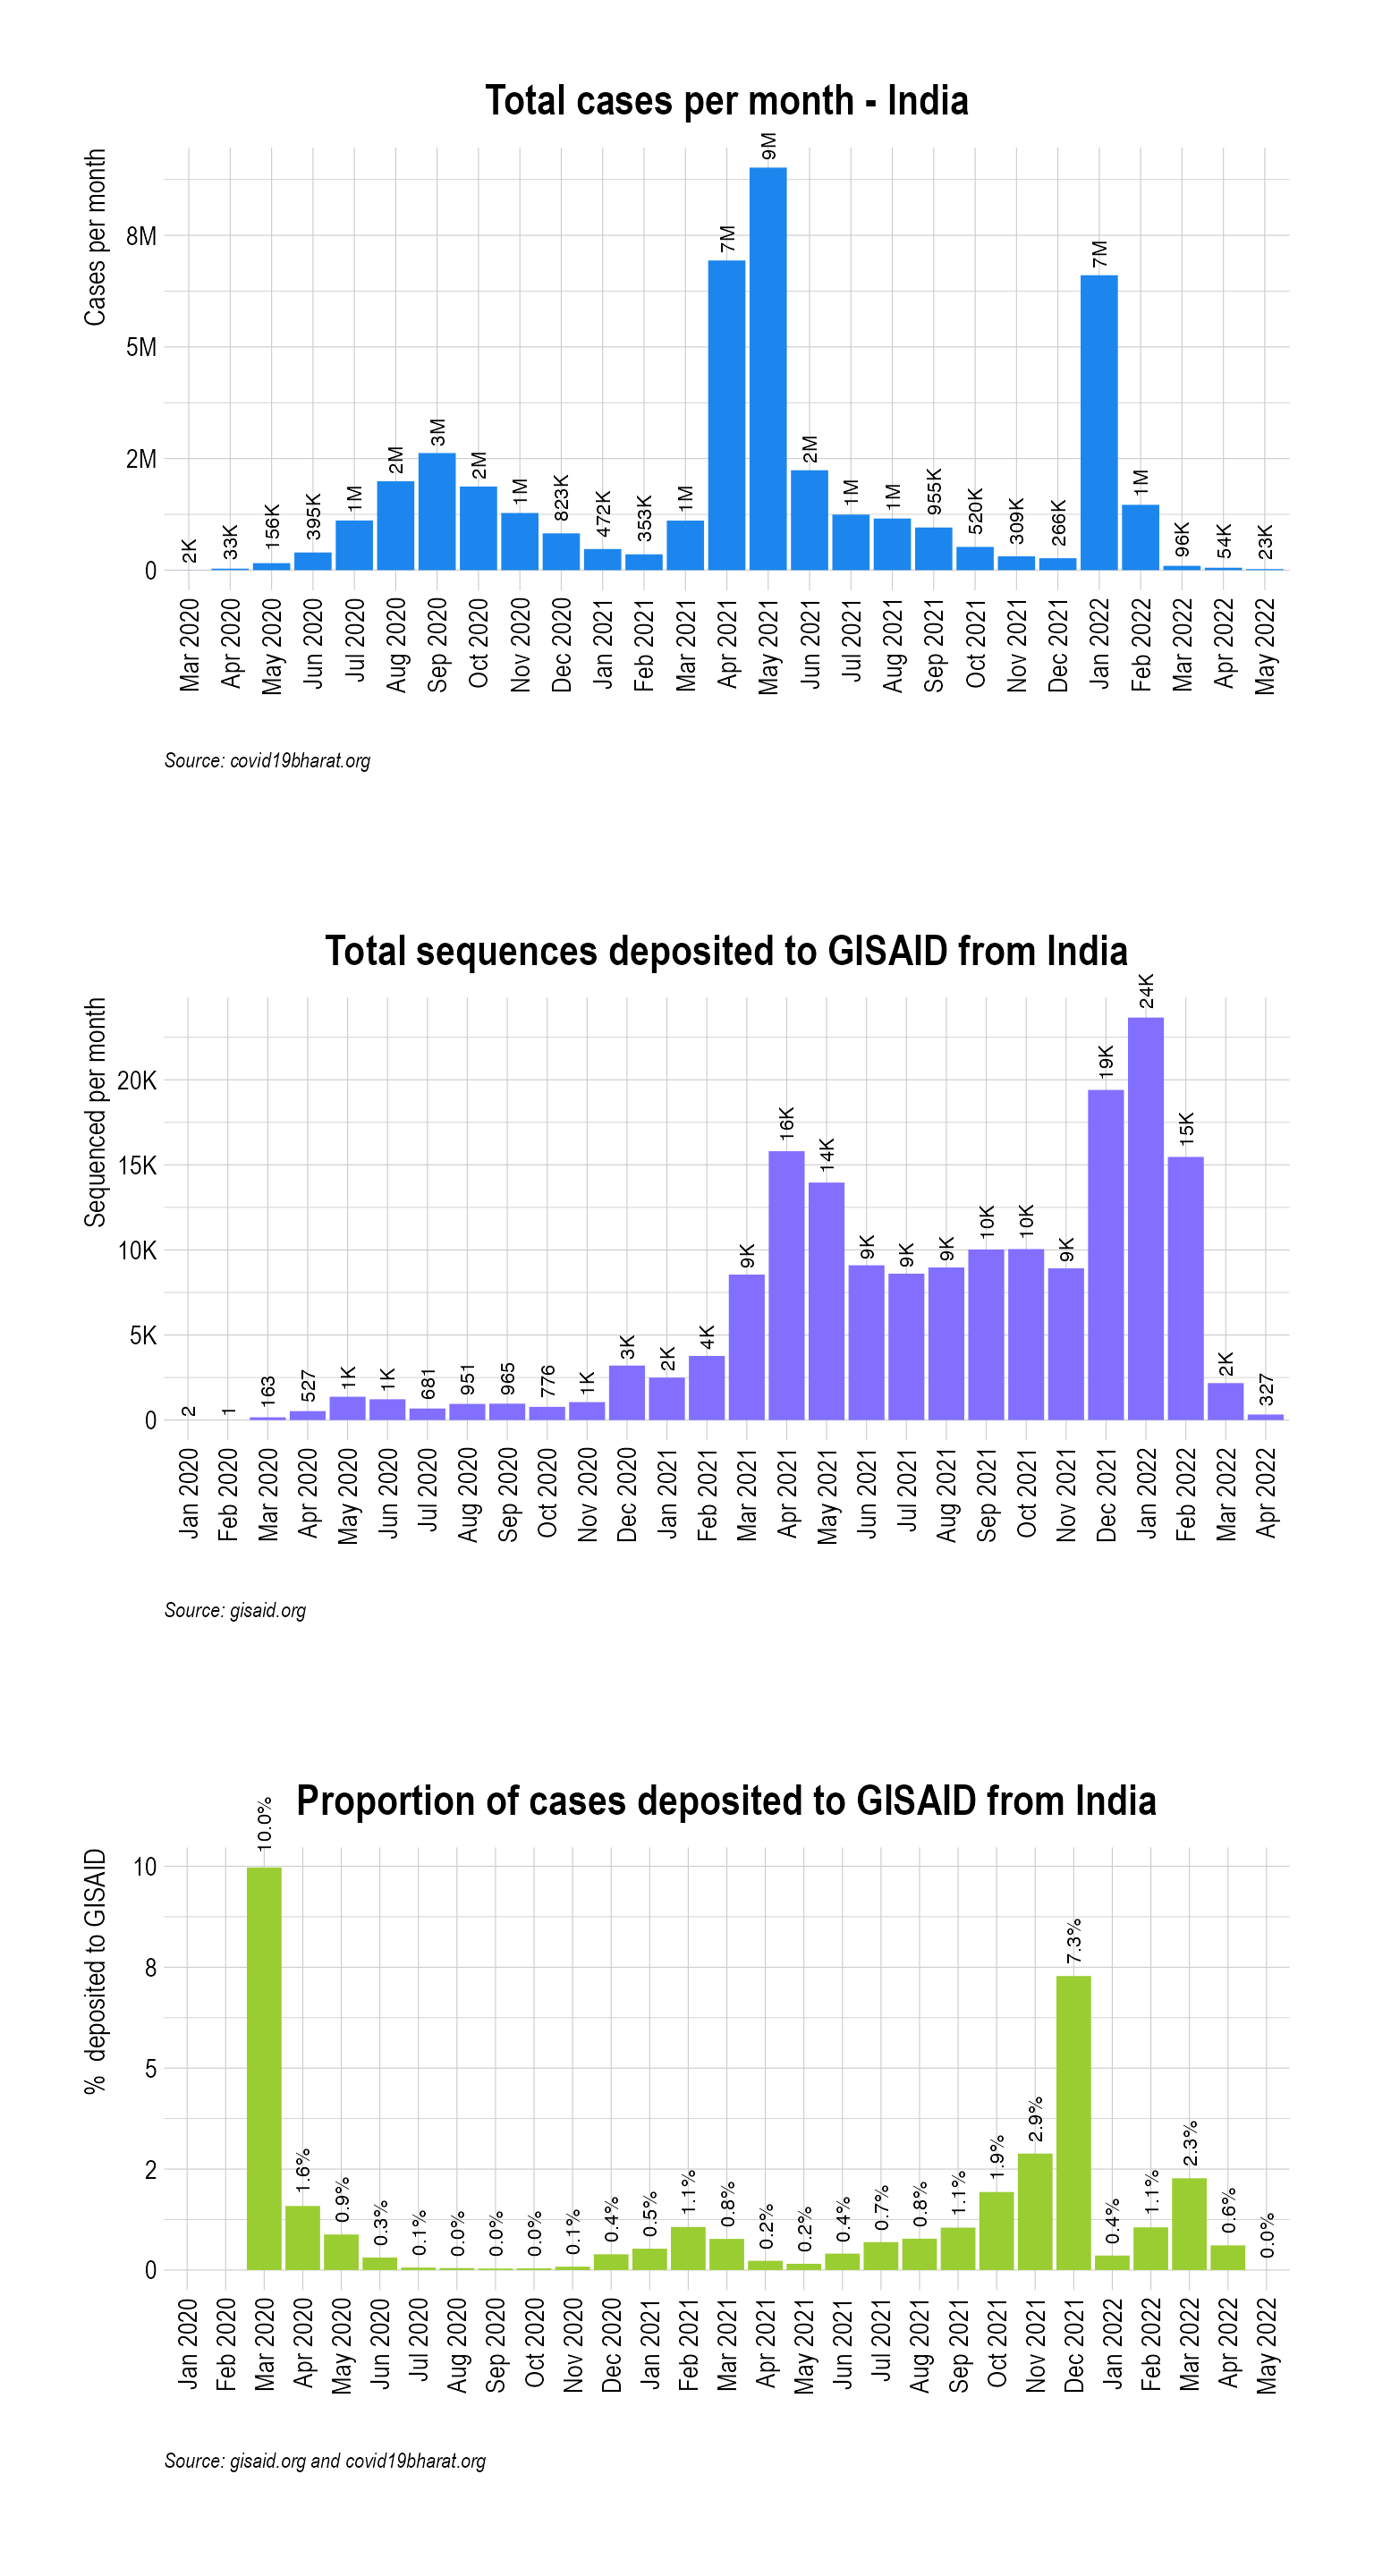 Total cases per month - India
Cases per month
8M
5M
2M
0
2K
33K
156K
395K
1M
2M
3M
2M
1M
823K
472K
353K
1M
7M
9M
2M
1M
1M
955K
520K
309K
266K
7M
1M
96K
54K
23K
Mar 2020
Apr 2020
May 2020
Jun 2020
Jul 2020
Aug 2020
Sep 2020
Oct 2020
Nov 2020
Dec 2020
Jan 2021
Feb 2021
Mar 2021
Apr 2021
May 2021
Jun 2021
Jul 2021
Aug 2021
Sep 2021
Oct 2021
Nov 2021
Dec 2021
Jan 2022
Feb 2022
Mar 2022
Apr 2022
May 2022
Source: covid19bharat.org
Total sequences deposited to GISAID from India
Sequenced per month
20K
15K
10K
5K
0
2
1
163
527
1K
1K
681
951
965
776
1K
3K
2K
4K
9K
16K
14K
9K
9K
9K
10K
10K
9K
19K
24K
15K
2K
327
Jan 2020
Feb 2020
Mar 2020
Apr 2020
May 2020
Jun 2020
Jul 2020
Aug 2020
Sep 2020
Oct 2020
Nov 2020
Dec 2020
Jan 2021
Feb 2021
Mar 2021
Apr 2021
May 2021
Jun 2021
Jul 2021
Aug 2021
Sep 2021
Oct 2021
Nov 2021
Dec 2021
Jan 2022
Feb 2022
Mar 2022
Apr 2022
Source: gisaid.org
Proportion of cases deposited to GISAID from India
% deposited to GISAID
10
8
5
2
0
10.0%
1.6%
0.9%
0.3%
0.1%
0.0%
0.0%
0.0%
0.1%
0.4%
0.5%
1.1%
0.8%
0.2%
0.2%
0.4%
0.7%
0.8%
1.1%
1.9%
2.9%
7.3%
0.4%
1.1%
2.3%
0.6%
0.0%
Jan 2020
Feb 2020
Mar 2020
Apr 2020
May 2020
Jun 2020
Jul 2020
Aug 2020
Sep 2020
Oct 2020
Nov 2020
Dec 2020
Jan 2021
Feb 2021
Mar 2021
Apr 2021
May 2021
Jun 2021
Jul 2021
Aug 2021
Sep 2021
Oct 2021
Nov 2021
Dec 2021
Jan 2022
Feb 2022
Mar 2022
Apr 2022
May 2022
Source: gisaid.org and covid19bharat.org